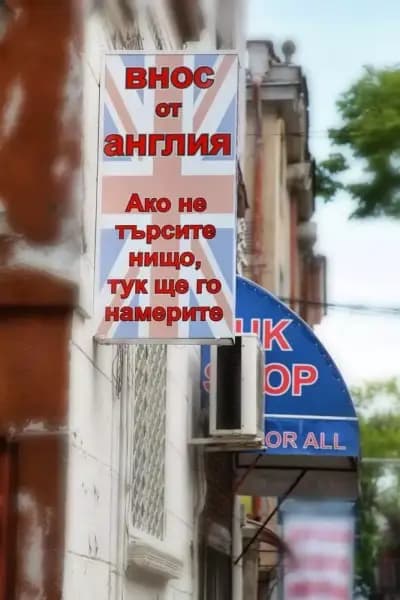 ВНОС
ОТ
АНГЛИЯ
Ако не
търсите
нищо,
тук ще го
намерите
UK
SHOP
FOR ALL